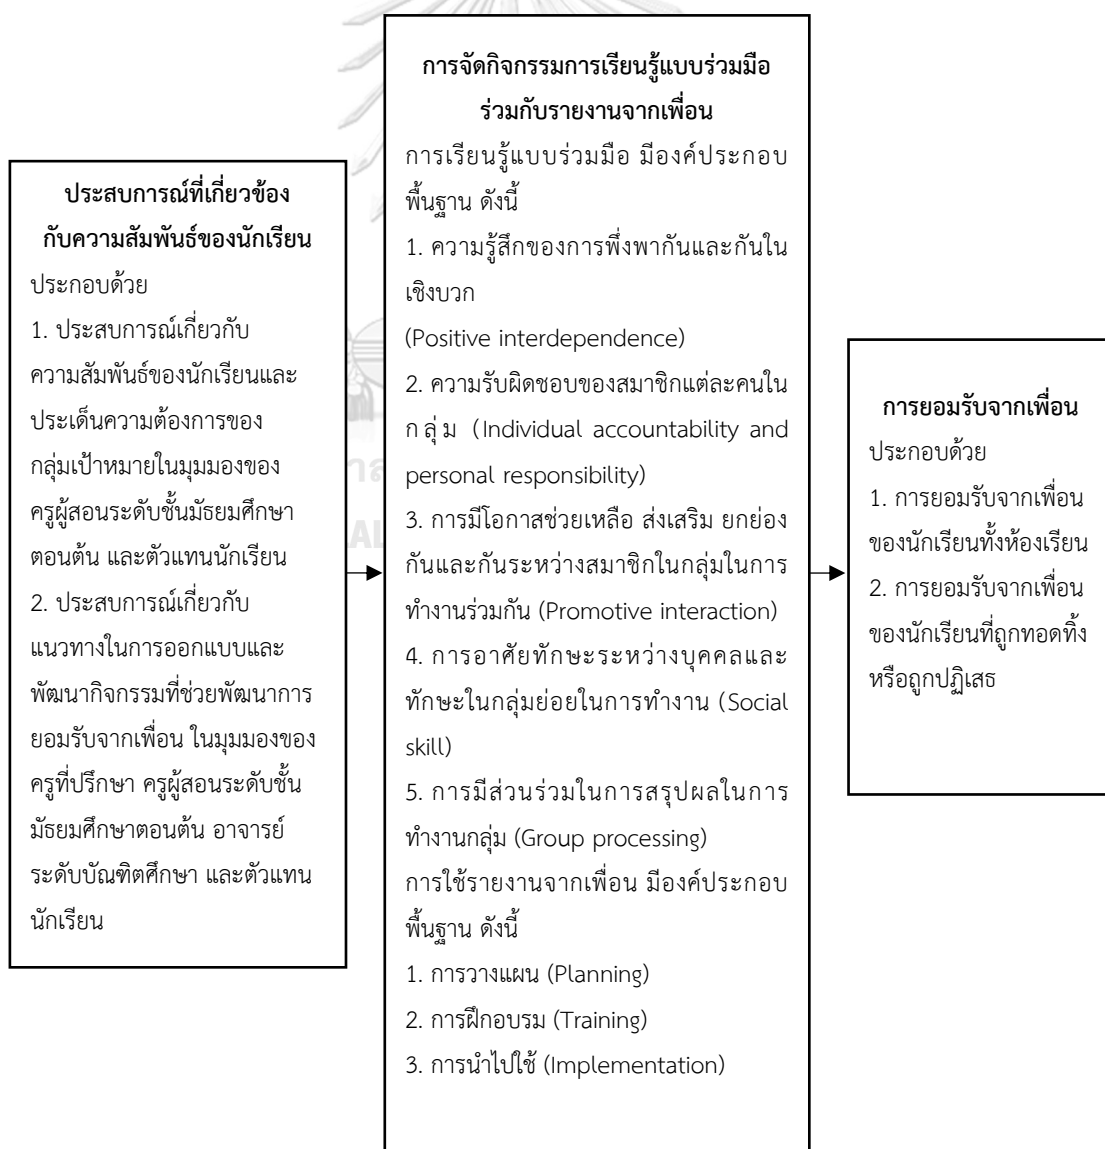 ประสบการณ์ที่เกี่ยวข้อง
กับความสัมพันธ์ของนักเรียน
ประกอบด้วย
1. ประสบการณ์เกี่ยวกับ
ความสัมพันธ์ของนักเรียนและ
ประเด็นความต้องการของ
กลุ่มเป้าหมายในมุมมองของ
ครูผู้สอนระดับชั้นมัธยมศึกษา
ตอนต้น และตัวแทนนักเรียน
2. ประสบการณ์เกี่ยวกับ
แนวทางในการออกแบบและ
พัฒนากิจกรรมที่ช่วยพัฒนาการ
ยอมรับจากเพื่อน ในมุมมองของ
ครูที่ปรึกษา ครูผู้สอนระดับชั้น
มัธยมศึกษาตอนต้น อาจารย์
ระดับบัณฑิตศึกษา และตัวแทน
นักเรียน
การจัดกิจกรรมการเรียนรู้แบบร่วมมือ
ร่วมกับรายงานจากเพื่อน
การเรียนรู้แบบร่วมมือ มีองค์ประกอบ
พื้นฐาน ดังนี้
1. ความรู้สึกของการพึ่งพากันและกันใน
เชิงบวก
(Positive interdependence)
2. ความรับผิดชอบของสมาชิกแต่ละคนใน
กลุ่ม (Individual accountability and
personal responsibility)
3. การมีโอกาสช่วยเหลือ ส่งเสริม ยกย่อง
กันและกันระหว่างสมาชิกในกลุ่มในการ
ทำงานร่วมกัน (Promotive interaction)
4. การอาศัยทักษะระหว่างบุคคลและ
ทักษะในกลุ่มย่อยในการทำงาน (Social
skill)
5. การมีส่วนร่วมในการสรุปผลในการ
ทำงานกลุ่ม (Group processing)
การใช้รายงานจากเพื่อน มีองค์ประกอบ
พื้นฐาน ดังนี้
1. การวางแผน (Planning)
2. การฝึกอบรม (Training)
3. การนำไปใช้ (Implementation)
การยอมรับจากเพื่อน
ประกอบด้วย
1. การยอมรับจากเพื่อน
ของนักเรียนทั้งห้องเรียน
2. การยอมรับจากเพื่อน
ของนักเรียนที่ถูกทอดทิ้ง
หรือถูกปฏิเสธ